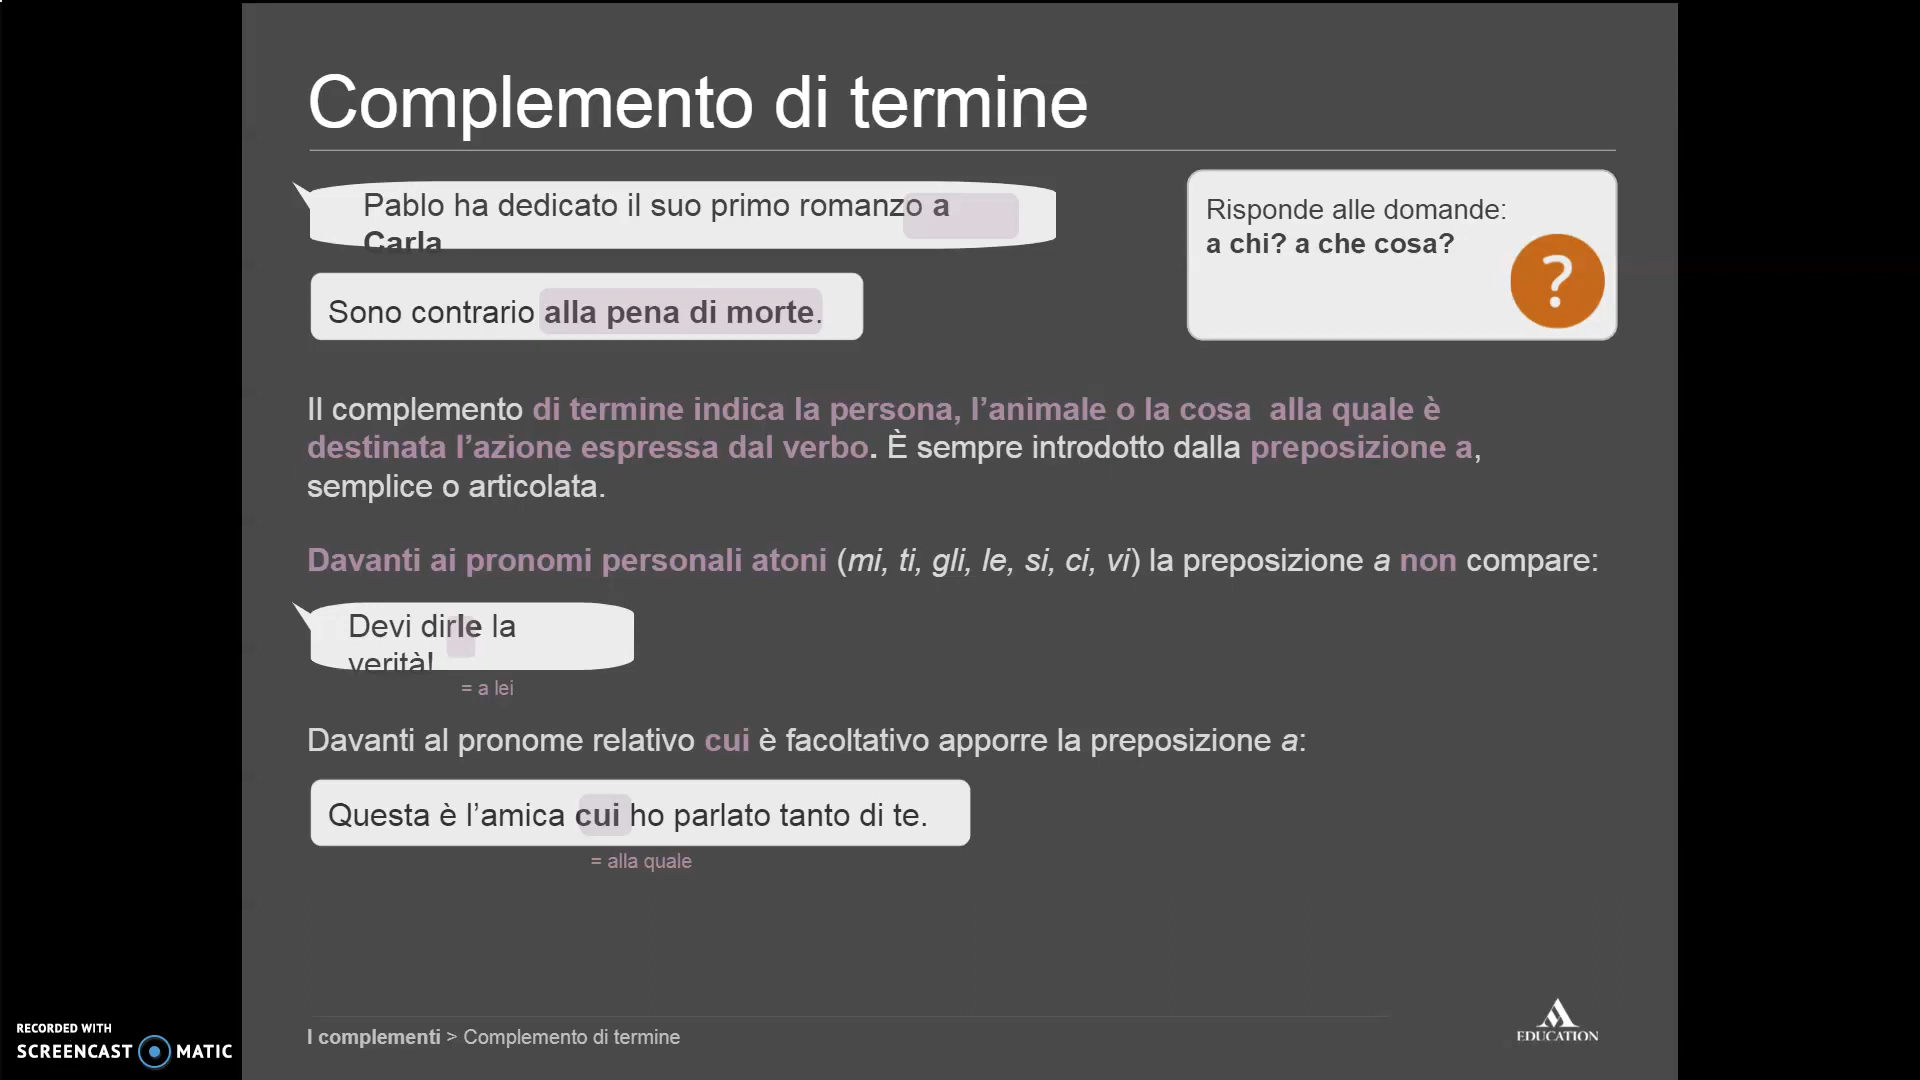 Complemento di termine
Pablo ha dedicato il suo primo romanzo a
Carla
Risponde alle domande:
a chi? a che cosa?
?
Sono contrario alla pena di morte.
Il complemento di termine indica la persona, l’animale o la cosa alla quale è
destinata l’azione espressa dal verbo. È sempre introdotto dalla preposizione a,
semplice o articolata.
Davanti ai pronomi personali atoni (mi, ti, gli, le, si, ci, vi) la preposizione a non compare:
Devi dirle la
verità!
= a lei
Davanti al pronome relativo cui è facoltativo apporre la preposizione a:
Questa è l’amica cui ho parlato tanto di te.
= alla quale
I complementi > Complemento di termine
EDUCATION
RECORDED WITH
SCREENCAST MATIC